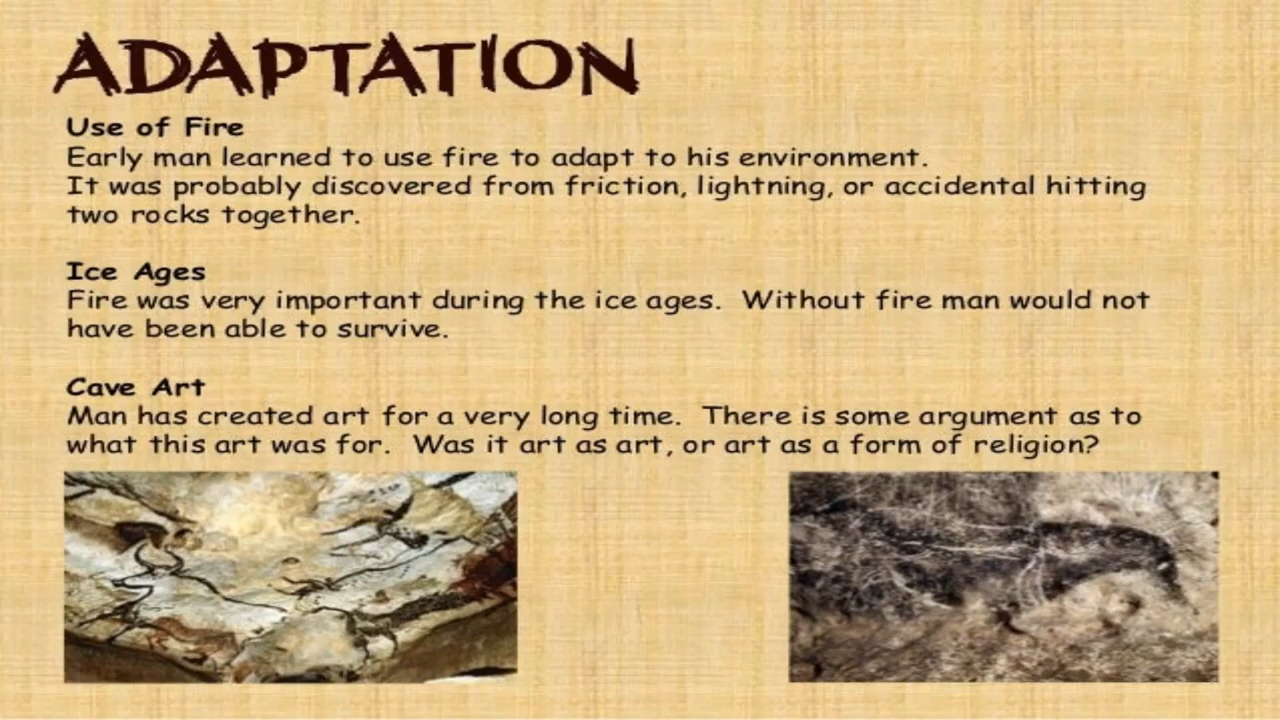 ADAPTATION
Use of Fire
Early man learned to use fire to adapt to his environment.
It was probably discovered from friction, lightning, or accidental hitting
two rocks together.
Ice Ages
Fire was very important during the ice ages.  Without fire man would not
have been able to survive.
Cave Art
Man has created art for a very long time.  There is some argument as to
what this art was for.  Was it art as art, or art as a form of religion?